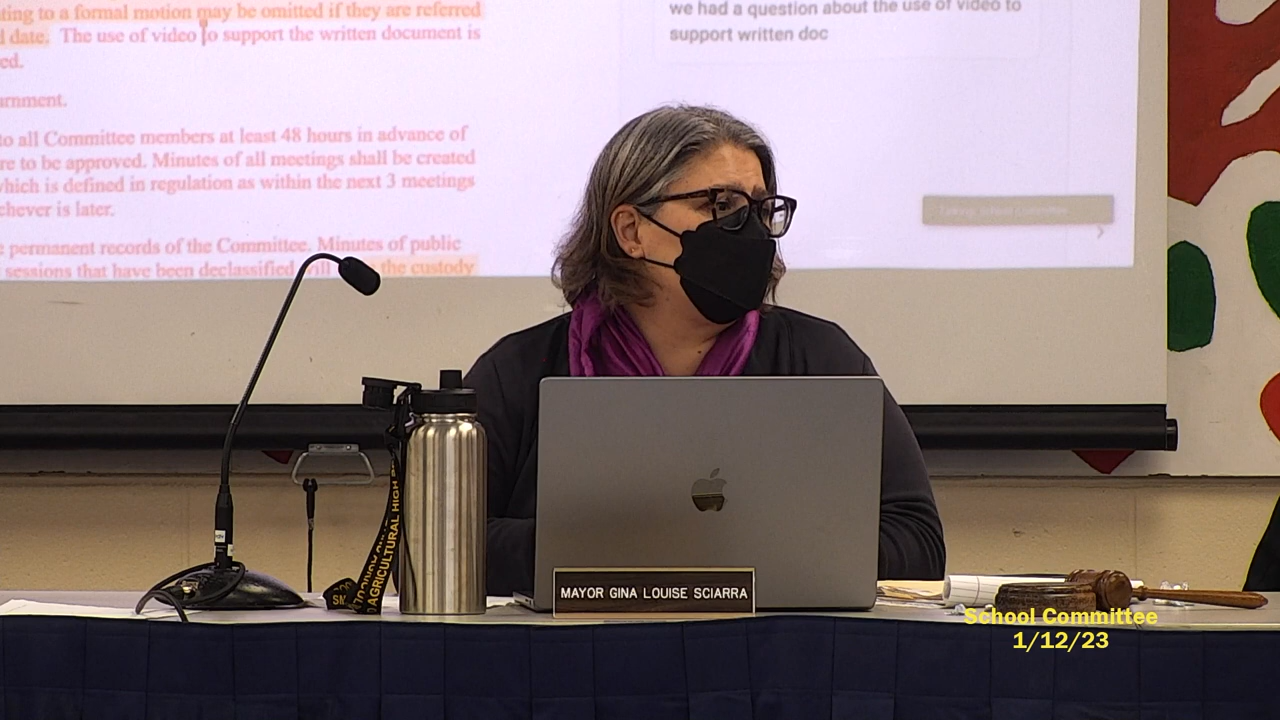 ting to a formal motion may be omitted if they are referred
l date. The use of video to support the written document is
ed.
urnment.
to all Committee members at least 48 hours in advance of
re to be approved. Minutes of all meetings shall be created
which is defined in regulation as within the next 3 meetings
chever is later.
e permanent records of the Committee. Minutes of public
sessions that have been declassified will the custody
we had a question about the use of video to
support written doc
AGRICULTURAL HIGH
MAYOR GINA LOUISE SCIARRA
School Committee
1/12/23